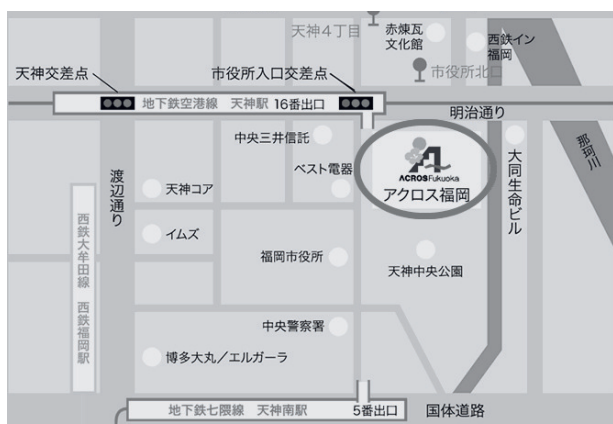 天神4丁目
赤煉瓦
文化館
西鉄イン
福岡
天神交差点
市役所入口交差点
市役所北口
地下鉄空港線 天神駅 16番出口
明治通り
那珂川
中央三井信託
ベスト電器
ACROS Fukuoka
アクロス福岡
大同生命ビル
渡辺通り
天神コア
イムズ
西鉄大牟田線 西鉄福岡駅
福岡市役所
天神中央公園
中央警察署
博多大丸/エルガーラ
地下鉄七隈線 天神南駅 5番出口
国体道路